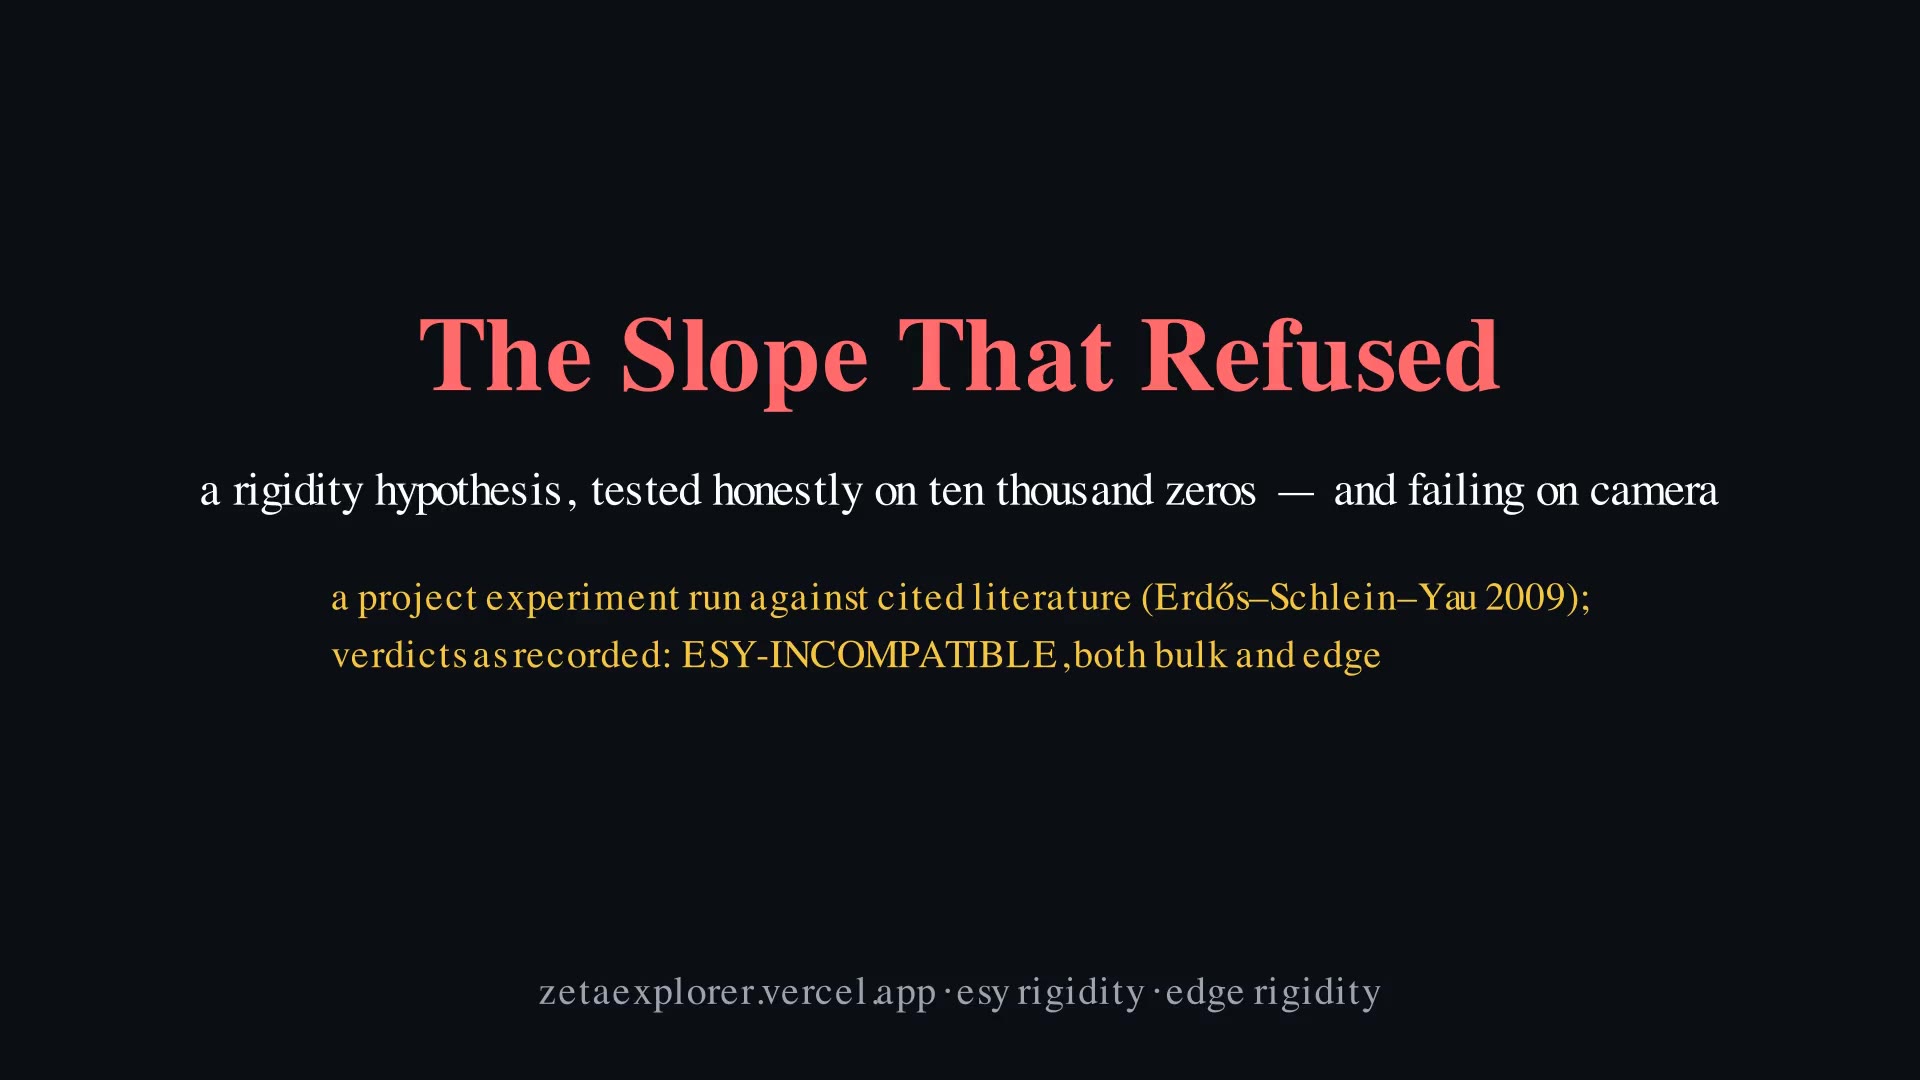 The Slope That Refused
a rigidity hypothesis, tested honestly on ten thousand zeros — and failing on camera
a project experiment run against cited literature (Erdős–Schlein–Yau 2009);
verdicts as recorded: ESY-INCOMPATIBLE, both bulk and edge
zetaexplorer.vercel.app · esy rigidity · edge rigidity